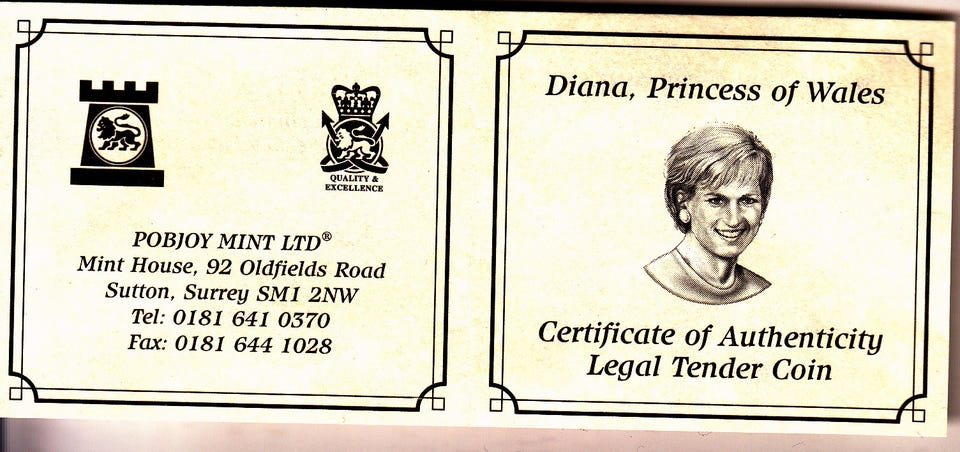 QUALITY &
EXCELLENCE
POBJOY MINT LTD®
Mint House, 92 Oldfields Road
Sutton, Surrey SM1 2NW
Tel: 0181 641 0370
Fax: 0181 644 1028
Diana, Princess of Wales
Certificate of Authenticity
Legal Tender Coin